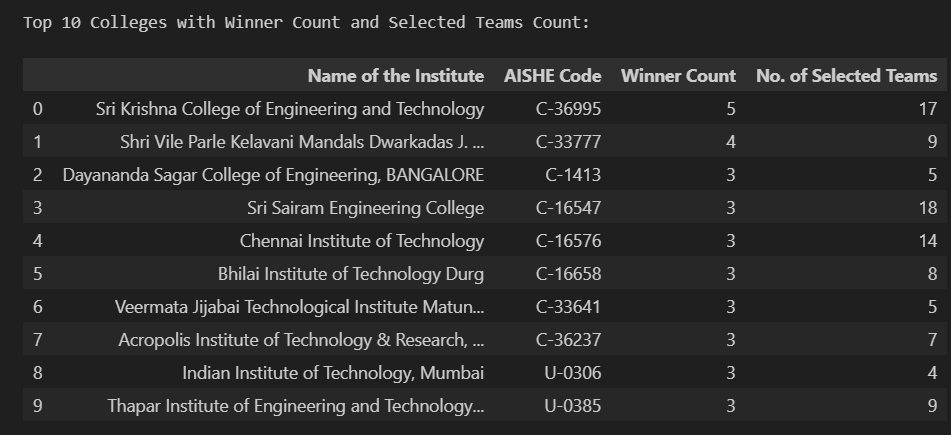 Top 10 Colleges with Winner Count and Selected Teams Count:
Name of the Institute AISHE Code Winner Count No. of Selected Teams
0 Sri Krishna College of Engineering and Technology C-36995 5 17
1 Shri Vile Parle Kelavani Mandals Dwarkadas J. ... C-33777 4 9
2 Dayananda Sagar College of Engineering, BANGALORE C-1413 3 5
3 Sri Sairam Engineering College C-16547 3 18
4 Chennai Institute of Technology C-16576 3 14
5 Bhilai Institute of Technology Durg C-16658 3 8
6 Veermata Jijabai Technological Institute Matun... C-33641 3 5
7 Acropolis Institute of Technology & Research, ... C-36237 3 7
8 Indian Institute of Technology, Mumbai U-0306 3 4
9 Thapar Institute of Engineering and Technology... U-0385 3 9